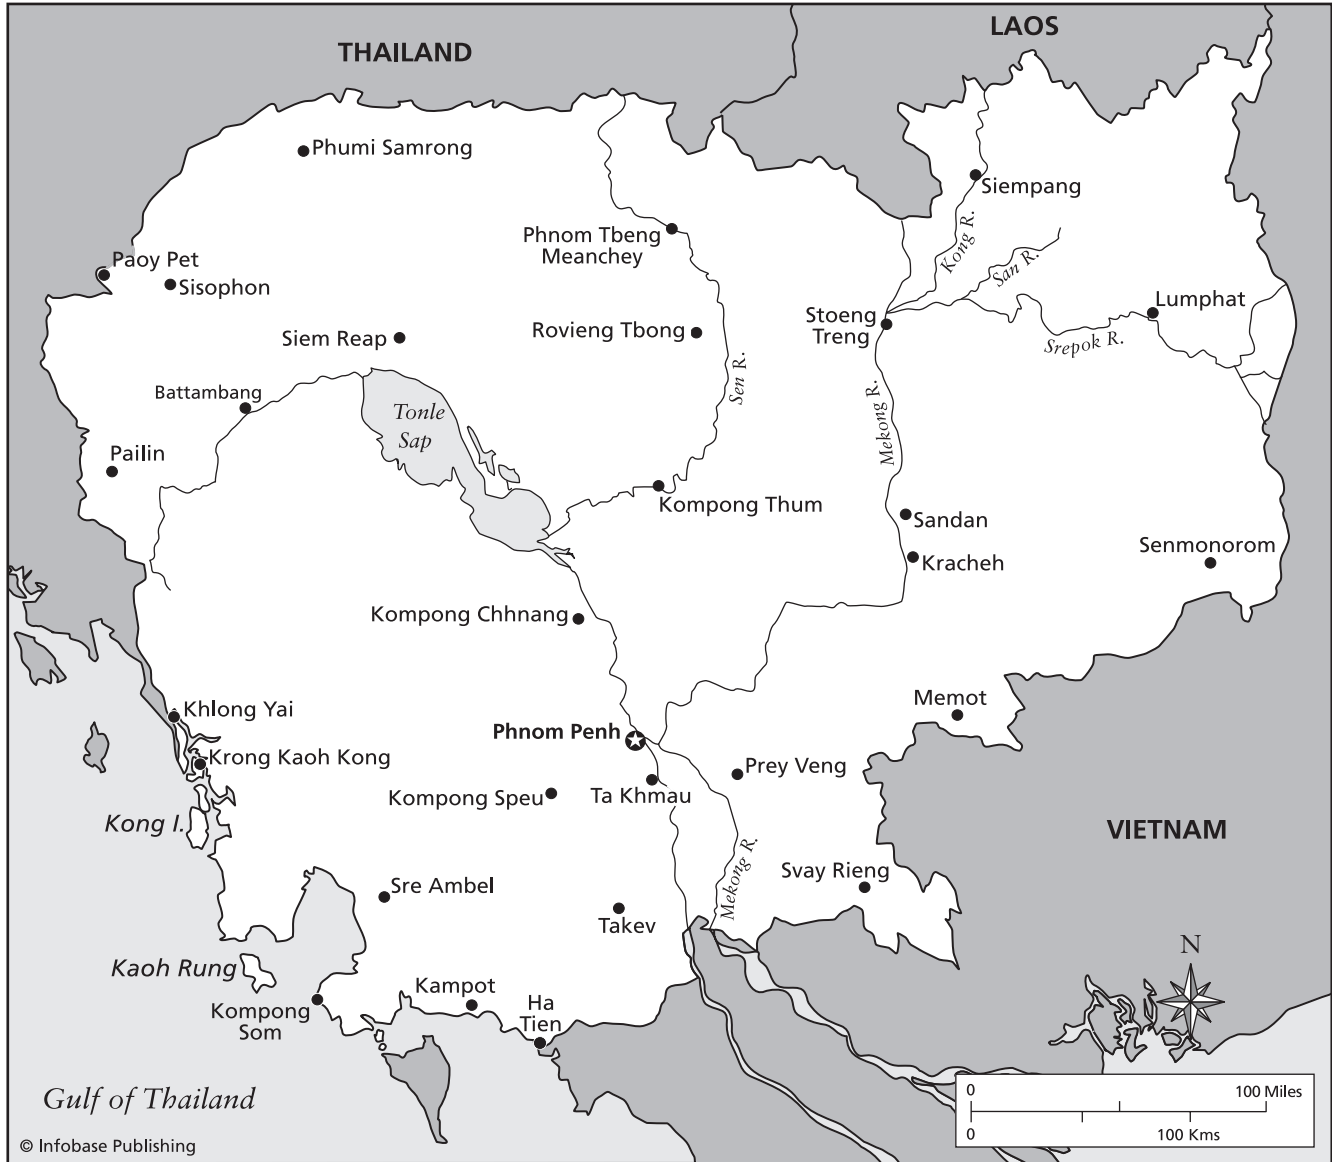 LAOS
THAILAND
Phumi Samrong
Siempang
Phnom Tbeng
Meanchey
Kong R.
San R.
Paoy Pet
Sisophon
Lumphat
Stoeng
Treng
Siem Reap
Rovieng Tbong
Srepok R.
Sen R.
Battambang
Tonle
Sap
Mekong R.
Pailin
Kompong Thum
Sandan
Senmonorom
Kracheh
Kompong Chhnang
Memot
Khlong Yai
Phnom Penh
Krong Kaoh Kong
Prey Veng
Kompong Speu
Ta Khmau
Kong I.
VIETNAM
Mekong R.
Svay Rieng
Sre Ambel
Takev
N
Kaoh Rung
Kampot
Ha
Tien
Kompong
Som
Gulf of Thailand
0
100 Miles
0
100 Kms
© Infobase Publishing